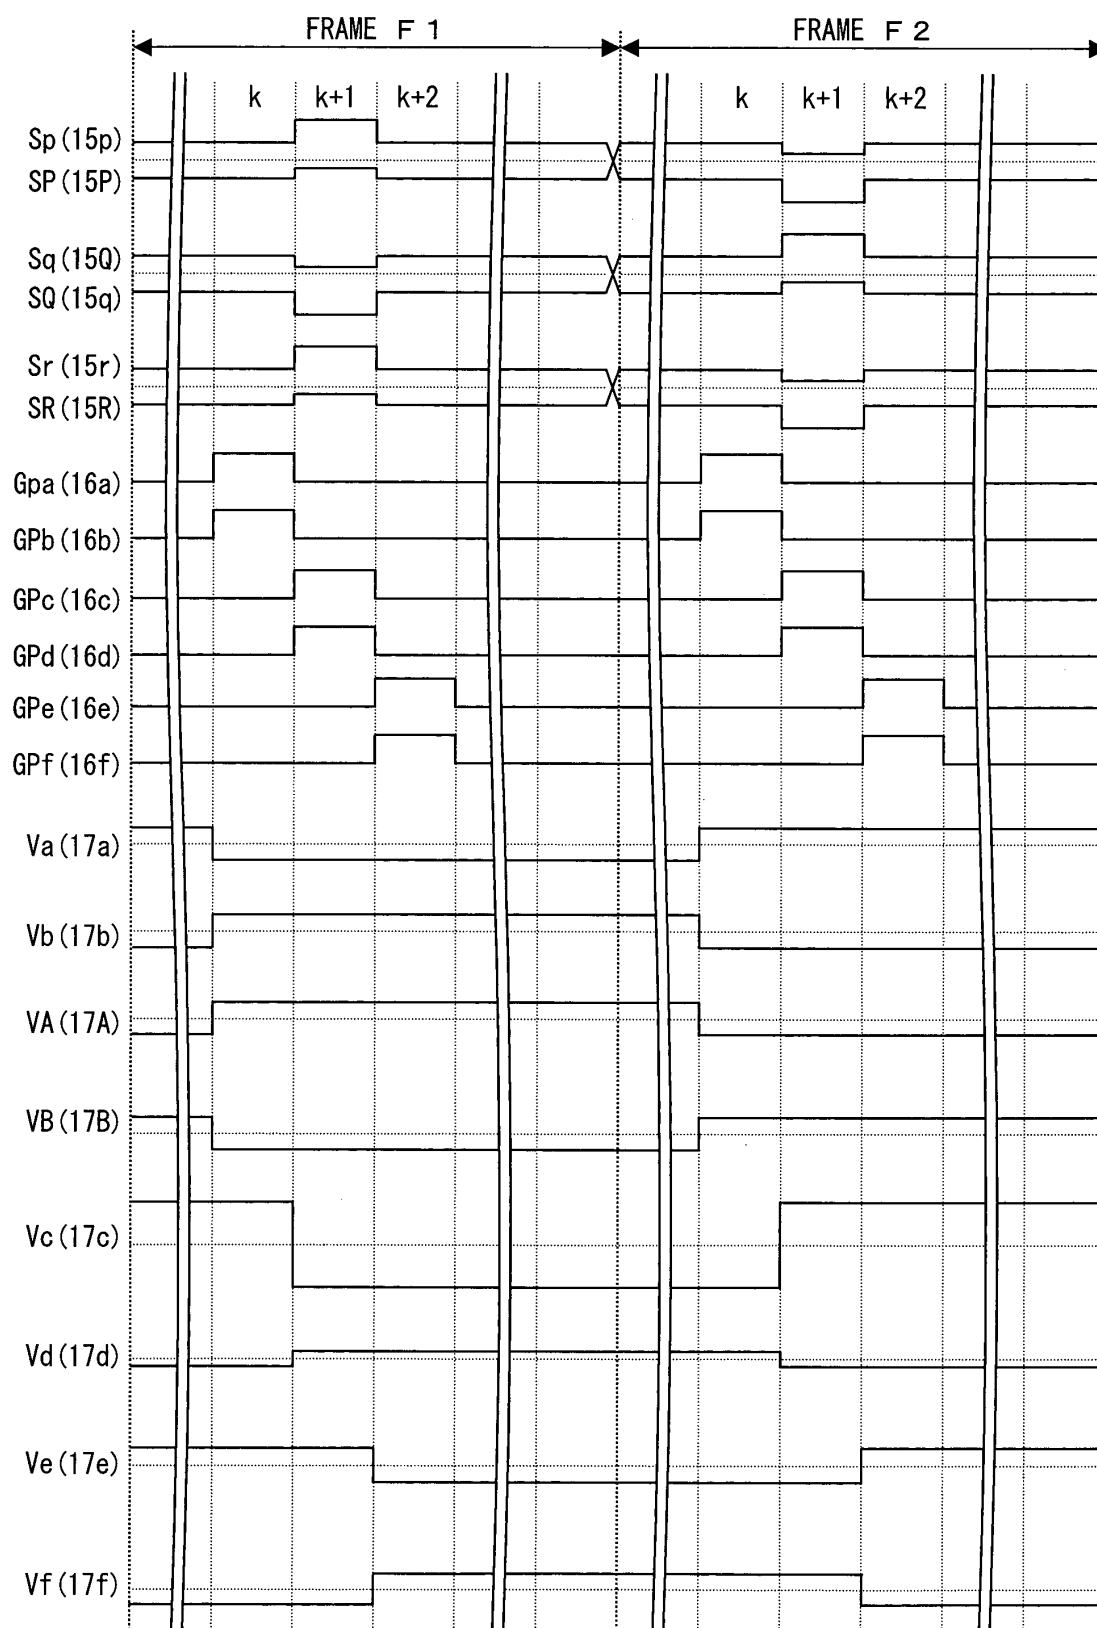 FRAME F 1 FRAME F 2
k k+1 k+2 k k+1 k+2
Sp(15p)
SP(15P)
Sq(15Q)
SQ(15q)
Sr(15r)
SR(15R)
Gpa(16a)
GPb(16b)
GPc(16c)
GPd(16d)
GPe(16e)
GPf(16f)
Va(17a)
Vb(17b)
VA(17A)
VB(17B)
Vc(17c)
Vd(17d)
Ve(17e)
Vf(17f)